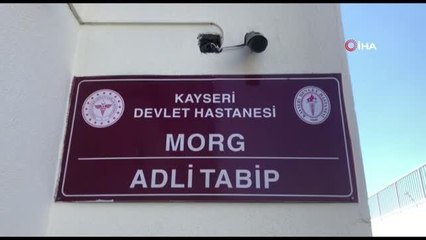 İHA
KAYSERİ
DEVLET HASTANESİ
MORG
ADLİ TABİP